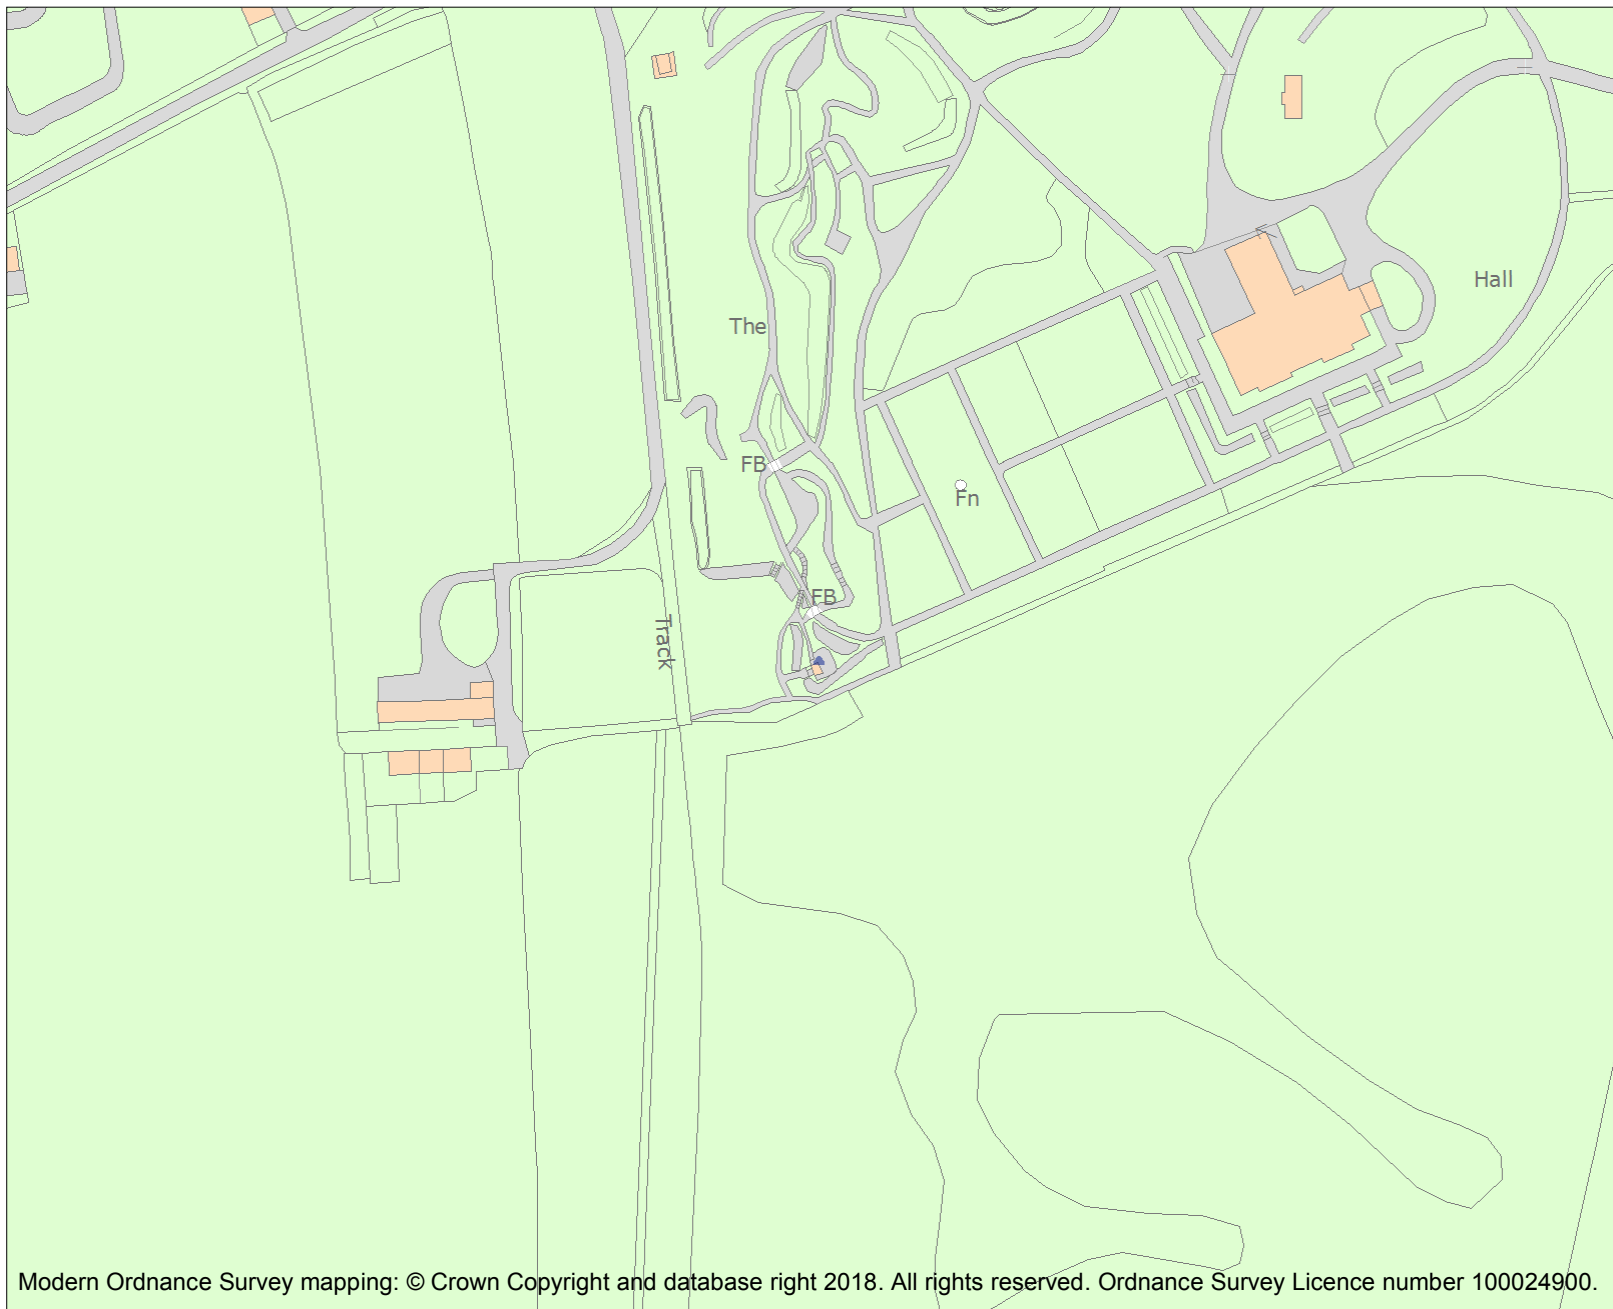 Hall
The
FB
Fn
FB
Track
Modern Ordnance Survey mapping: © Crown Copyright and database right 2018. All rights reserved. Ordnance Survey Licence number 100024900.